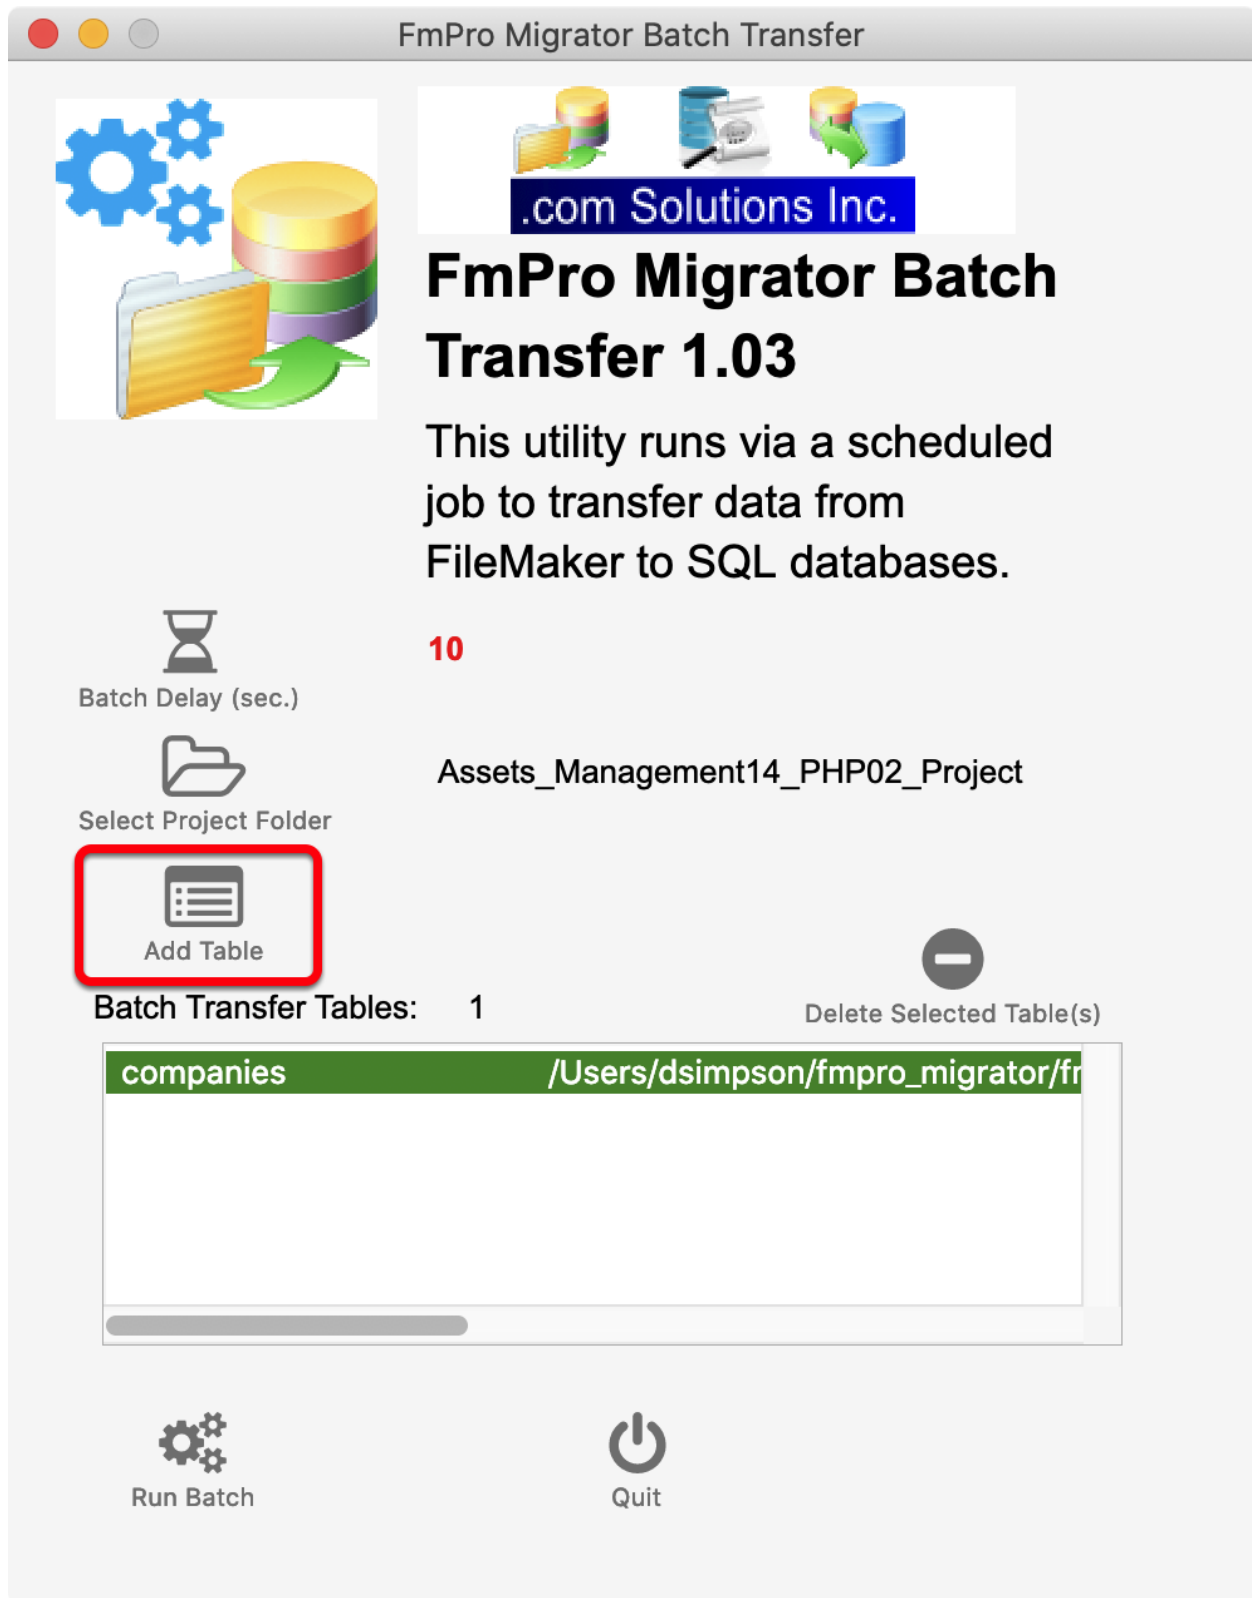 FmPro Migrator Batch Transfer
.com Solutions Inc.
FmPro Migrator Batch
Transfer 1.03
This utility runs via a scheduled
job to transfer data from
FileMaker to SQL databases.
10
Batch Delay (sec.)
Assets_Management14_PHP02_Project
Select Project Folder
Add Table
Batch Transfer Tables: 1
Delete Selected Table(s)
companies /Users/dsimpson/fmpro_migrator/fr
Run Batch
Quit